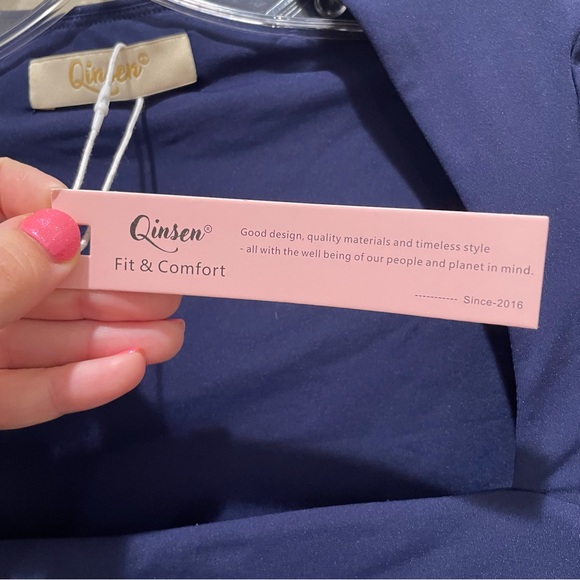 Qinsen®
Qinsen®
Fit & Comfort
Good design, quality materials and timeless style
- all with the well being of our people and planet in mind.
----------- Since-2016